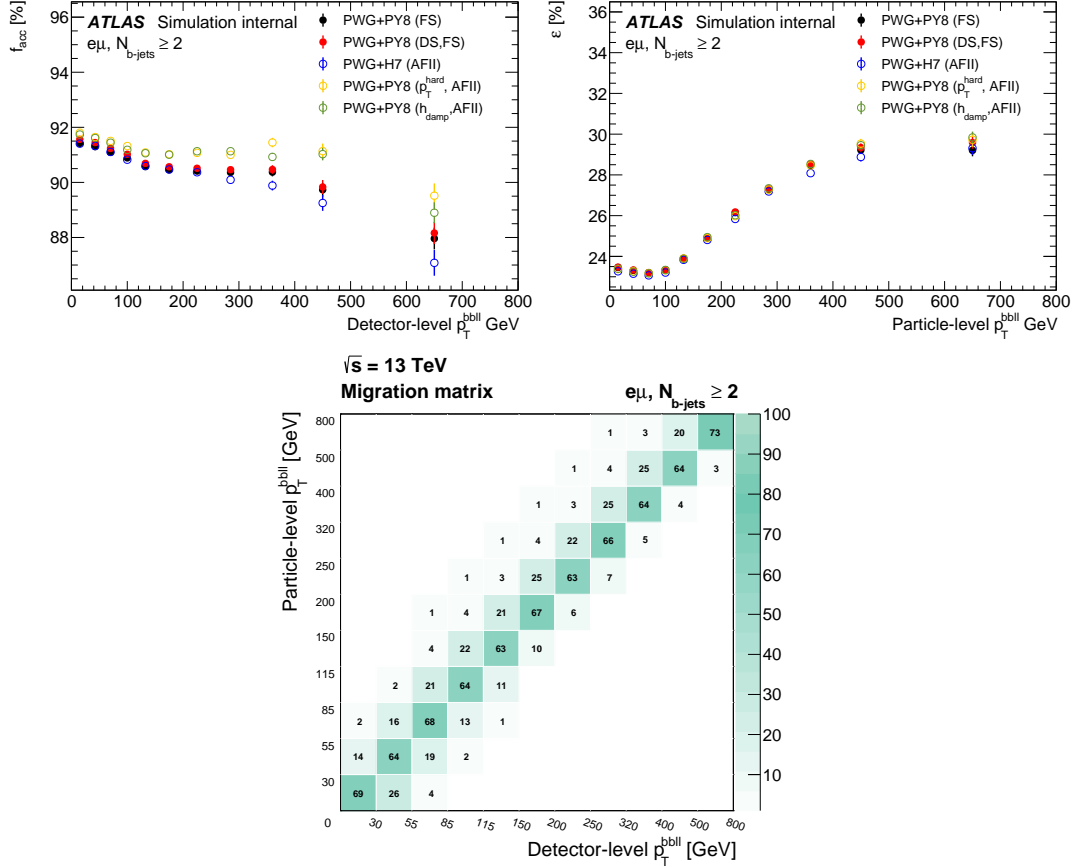 ATLAS Simulation internal
eμ, N_b-jets ≥ 2
f_acc [%]
PWG+PY8 (FS)
PWG+PY8 (DS,FS)
PWG+H7 (AFII)
PWG+PY8 (p_T^hard, AFII)
PWG+PY8 (h_damp,AFII)
96
94
92
90
88
0 100 200 300 400 500 600 700 800
Detector-level p_T^bbll GeV
ATLAS Simulation internal
eμ, N_b-jets ≥ 2
ε [%]
PWG+PY8 (FS)
PWG+PY8 (DS,FS)
PWG+H7 (AFII)
PWG+PY8 (p_T^hard, AFII)
PWG+PY8 (h_damp,AFII)
36
34
32
30
28
26
24
0 100 200 300 400 500 600 700 800
Particle-level p_T^bbll GeV
√s = 13 TeV
Migration matrix eμ, N_b-jets ≥ 2
Particle-level p_T^bbll [GeV]
800 1 3 20 73 100
500 1 4 25 64 3 90
400 1 3 25 64 4 80
320 1 4 22 66 5 70
250 1 3 25 63 7 60
200 1 4 21 67 6 50
150 4 22 63 10 40
115 2 21 64 11 30
85 2 16 68 13 1 20
55 14 64 19 2 10
30 69 26 4
0 30 55 85 115 150 200 250 320 400 500 800
Detector-level p_T^bbll [GeV]